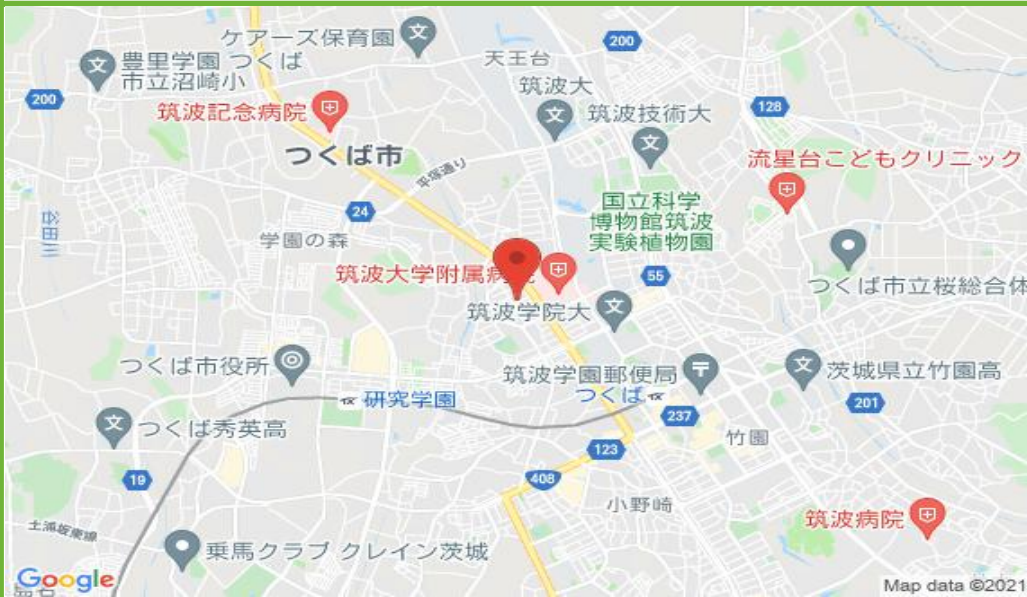 ケアーズ保育園
天王台
200
豊里学園 つくば
市立沼崎小
200
筑波大
筑波技術大
128
筑波記念病院
つくば市
平塚通り
流星台こどもクリニック
24
国立科学
博物館筑波
実験植物園
谷田川
学園の森
筑波大学附属病
55
つくば市立桜総合体
筑波学院大
つくば市役所
筑波学園郵便局
茨城県立竹園高
研究学園
つくば
201
つくば秀英高
237
竹園
123
19
408
小野崎
筑波病院
土浦坂東線
乗馬クラブ クレイン茨城
Google
Map data ©2021